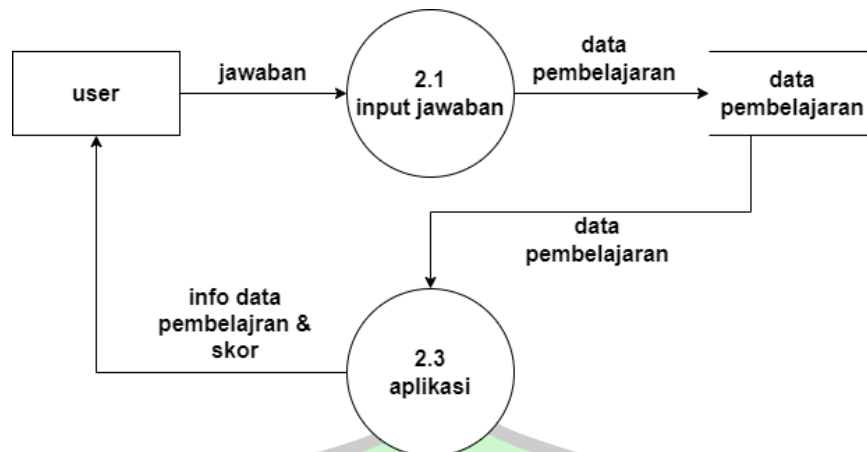 user
jawaban
2.1
input jawaban
data
pembelajaran
data
pembelajaran
data
pembelajaran
info data
pembelajran &
skor
2.3
aplikasi